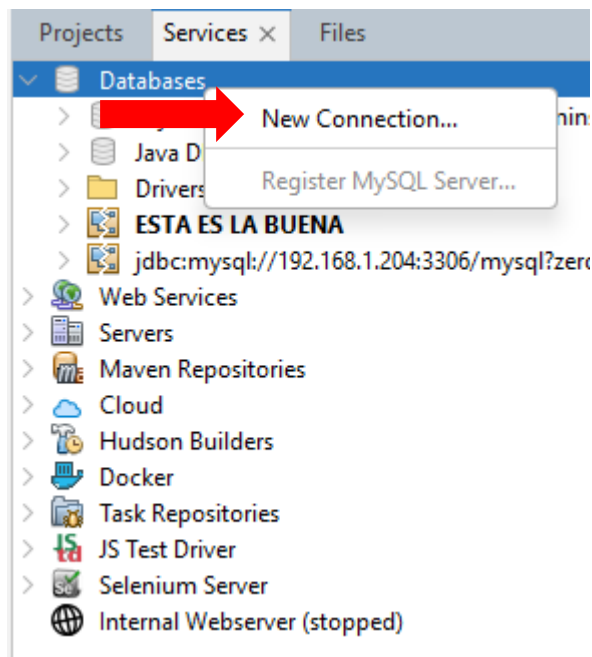 Projects Services × Files
Databases
New Connection...
Java D
Drivers
Register MySQL Server...
ESTA ES LA BUENA
jdbc:mysql://192.168.1.204:3306/mysql?zero
Web Services
Servers
Maven Repositories
Cloud
Hudson Builders
Docker
Task Repositories
JS Test Driver
Selenium Server
Internal Webserver (stopped)